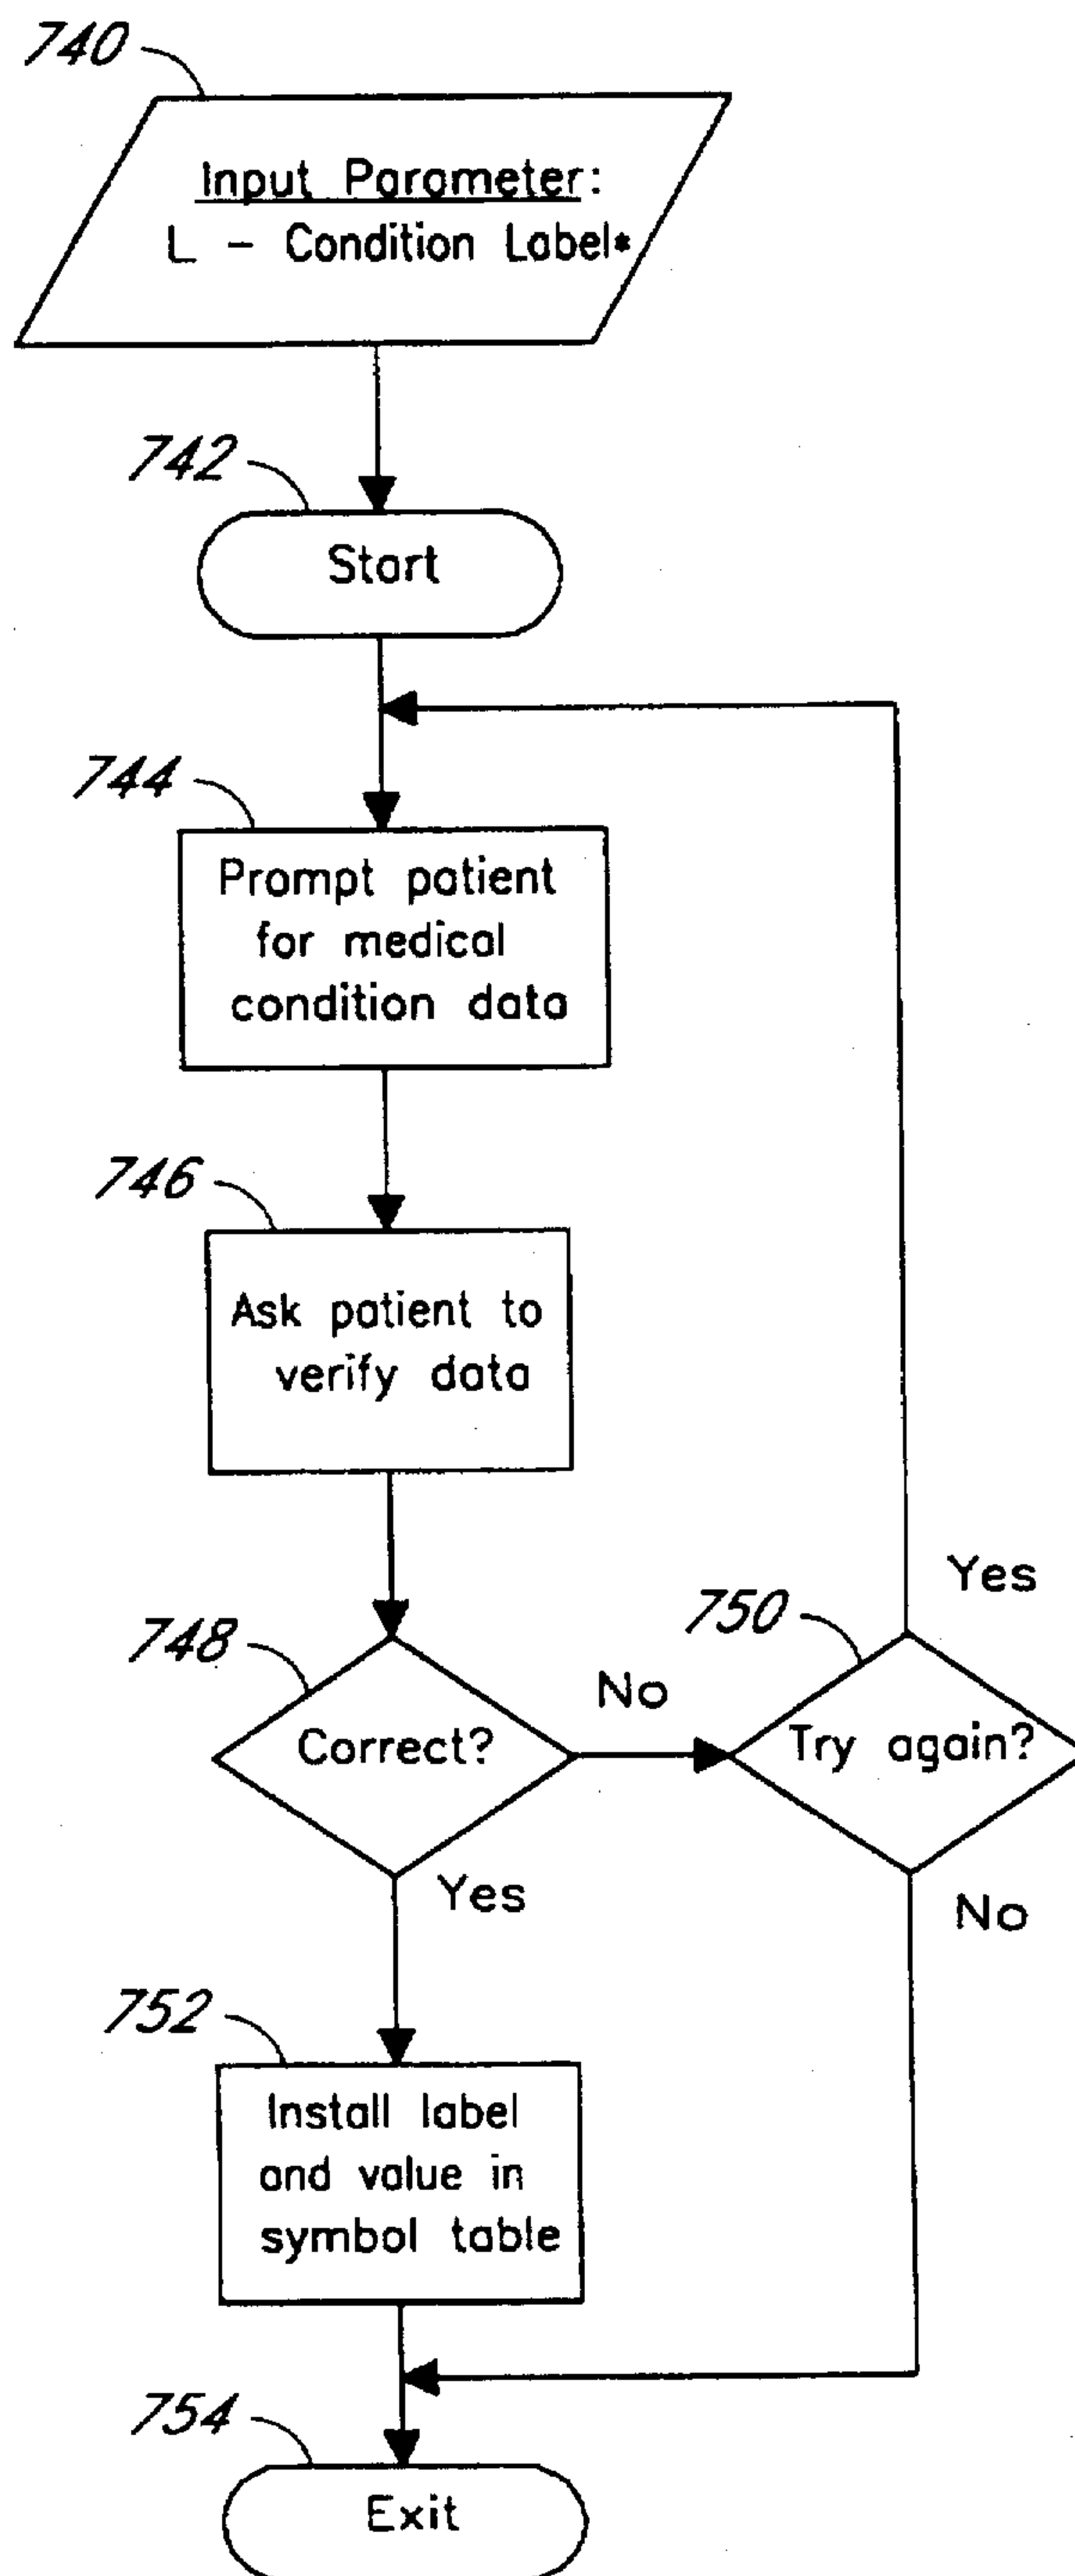 740
Input Parameter:
L - Condition Label*
742
Start
744
Prompt patient
for medical
condition data
746
Ask patient to
verify data
748
Correct?
No
750
Try again?
Yes
Yes
No
752
Install label
and value in
symbol table
754
Exit